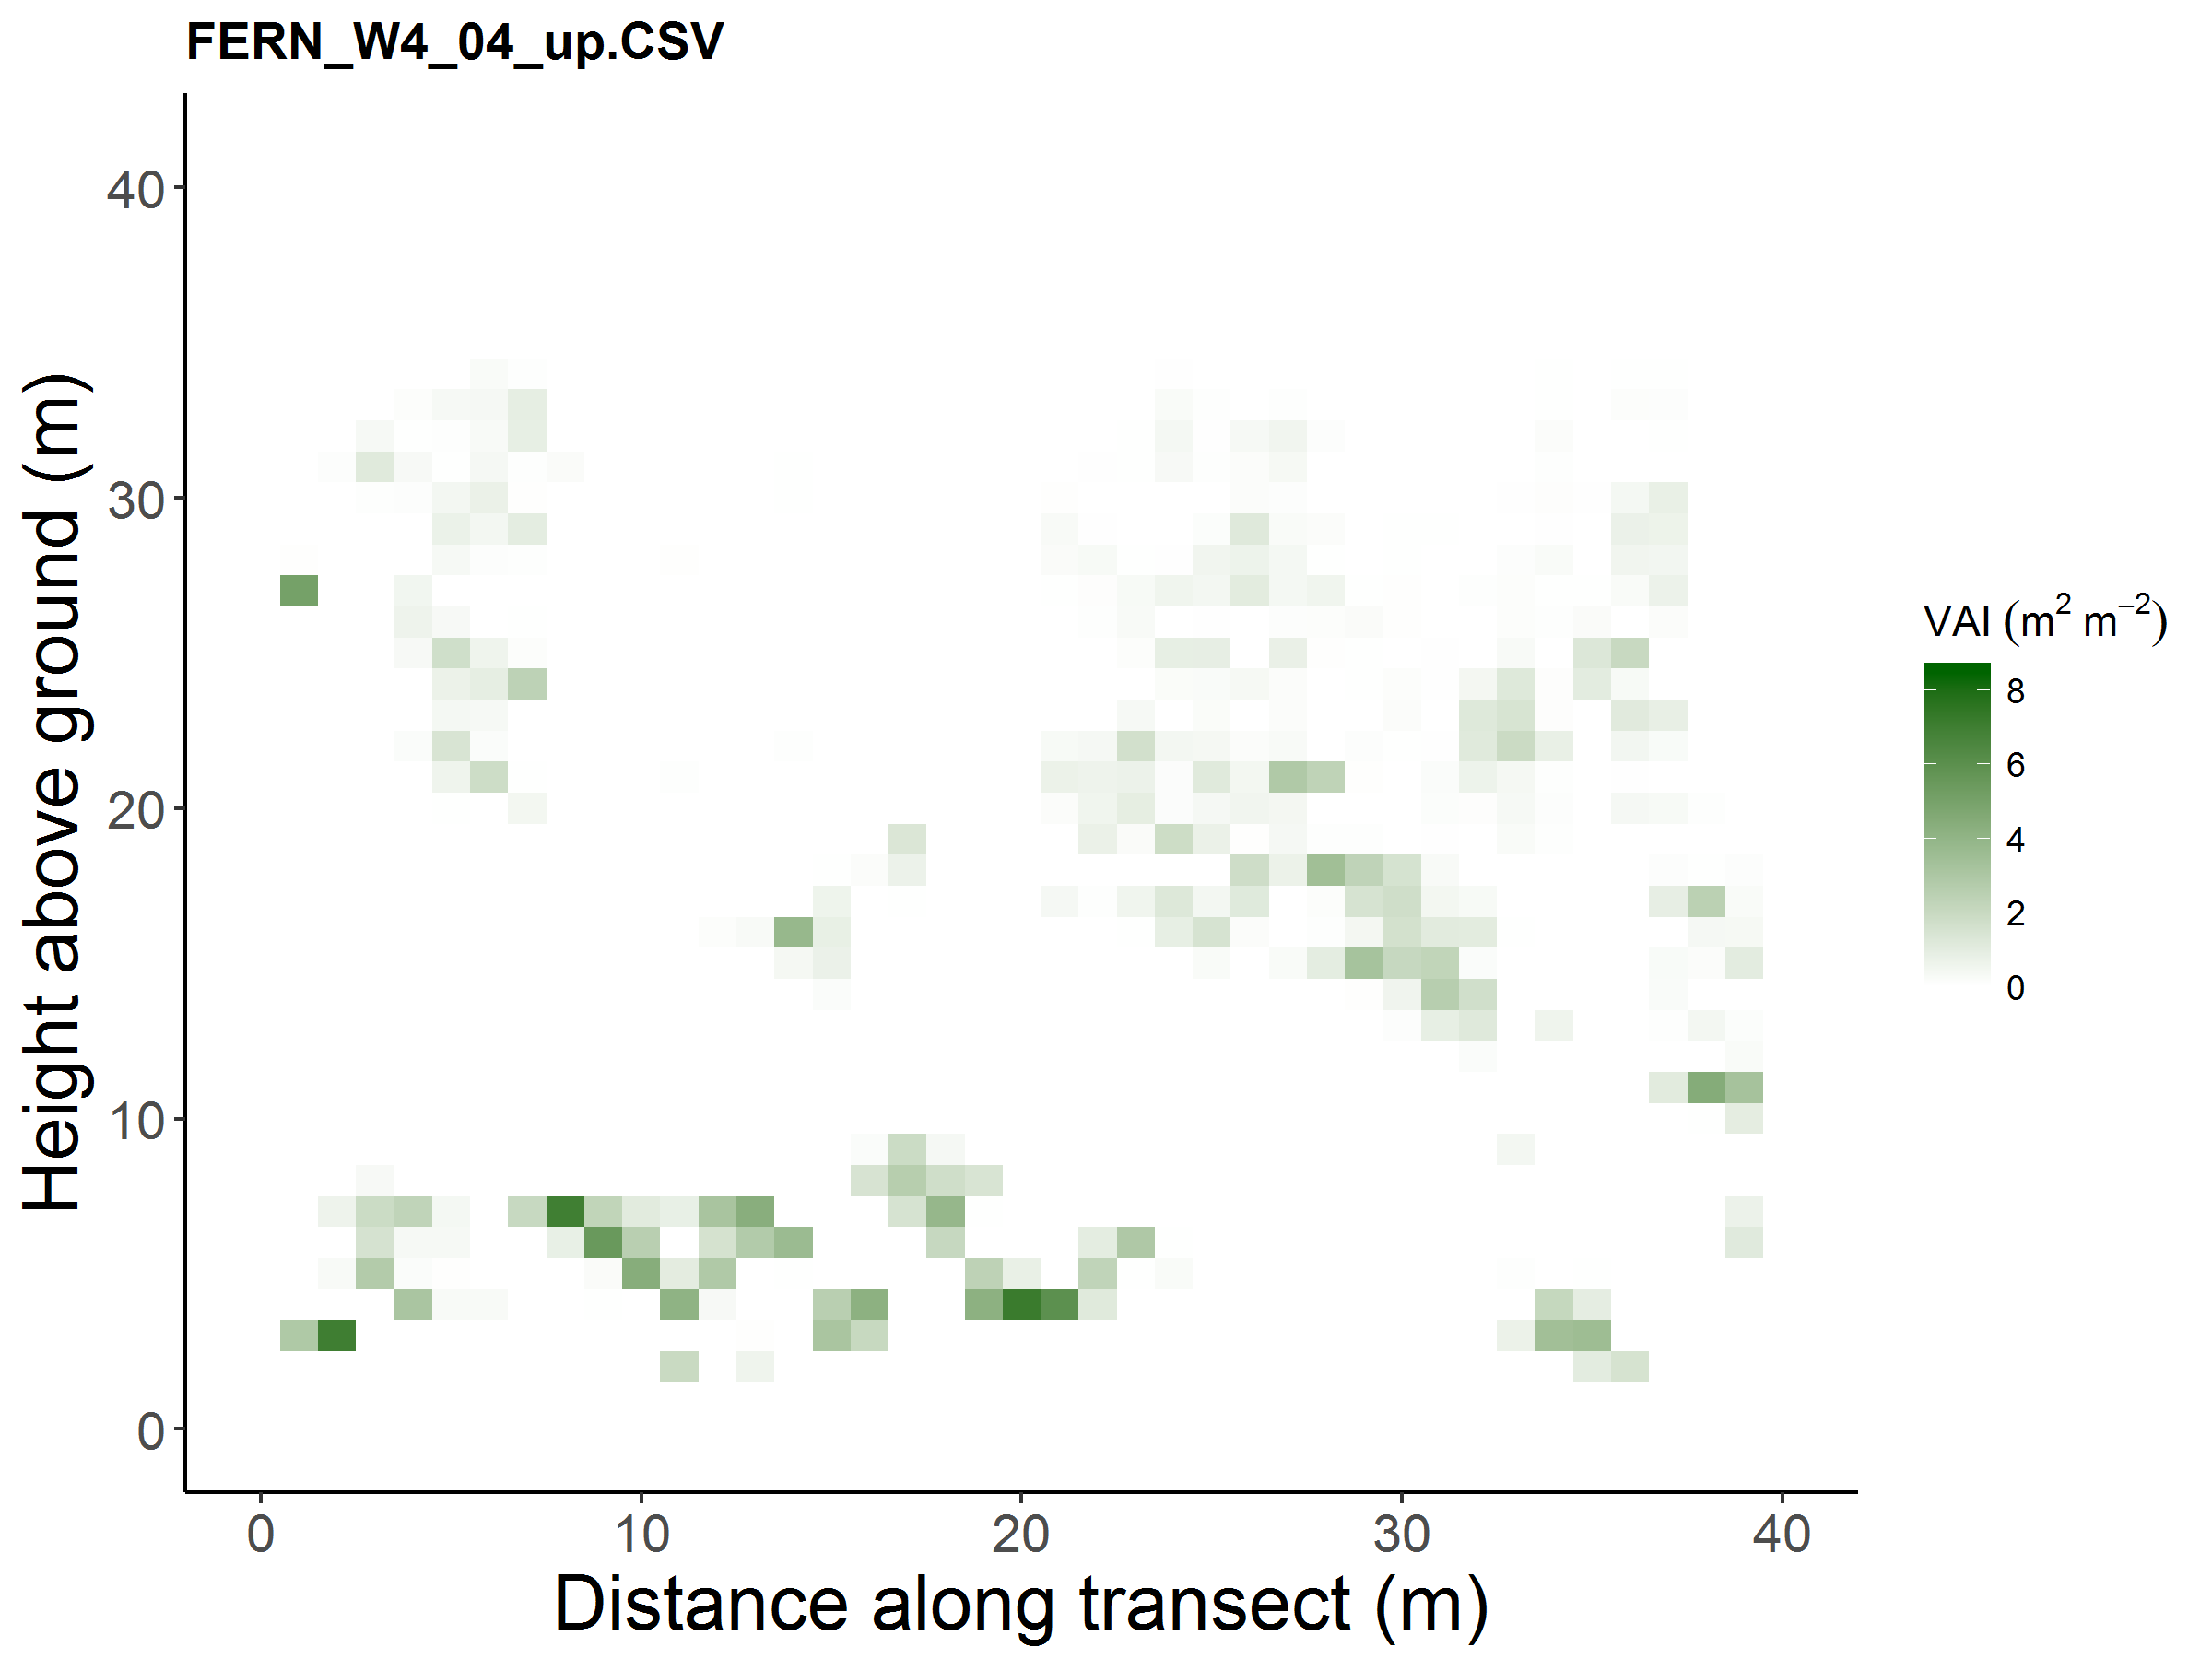 FERN_W4_04_up.CSV
Height above ground (m)
40
30
20
10
0
0 10 20 30 40
Distance along transect (m)
VAI (m² m⁻²)
8
6
4
2
0